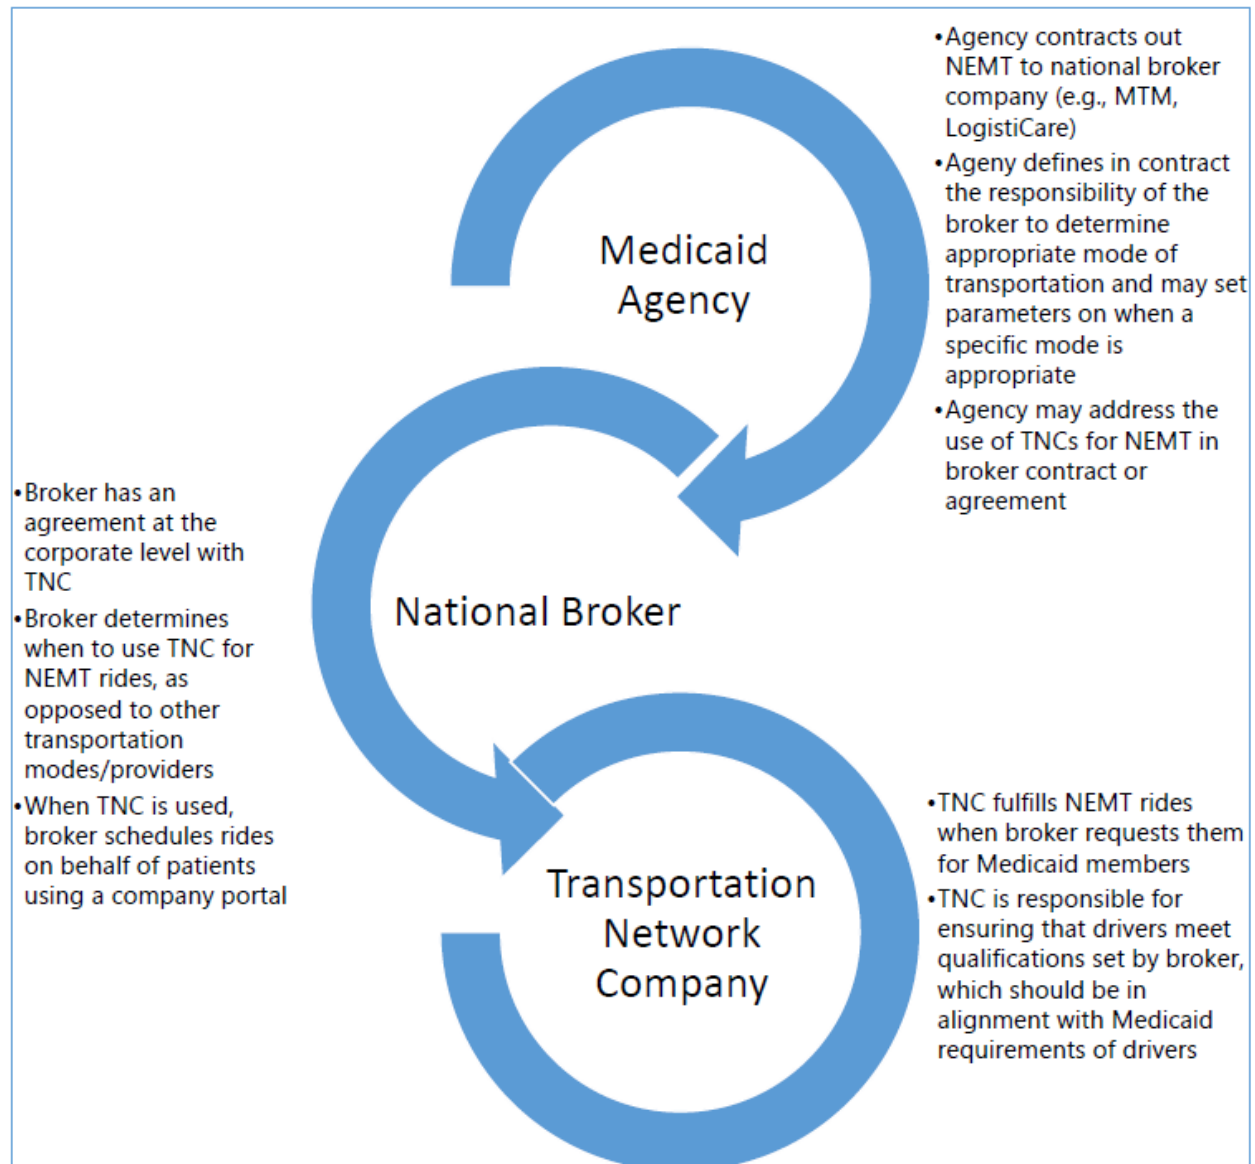 •Agency contracts out
NEMT to national broker
company (e.g., MTM,
LogistiCare)
•Ageny defines in contract
the responsibility of the
broker to determine
appropriate mode of
transportation and may set
parameters on when a
specific mode is
appropriate
•Agency may address the
use of TNCs for NEMT in
broker contract or
agreement
Medicaid
Agency
•Broker has an
agreement at the
corporate level with
TNC
•Broker determines
when to use TNC for
NEMT rides, as
opposed to other
transportation
modes/providers
•When TNC is used,
broker schedules rides
on behalf of patients
using a company portal
National Broker
Transportation
Network
Company
•TNC fulfills NEMT rides
when broker requests them
for Medicaid members
•TNC is responsible for
ensuring that drivers meet
qualifications set by broker,
which should be in
alignment with Medicaid
requirements of drivers